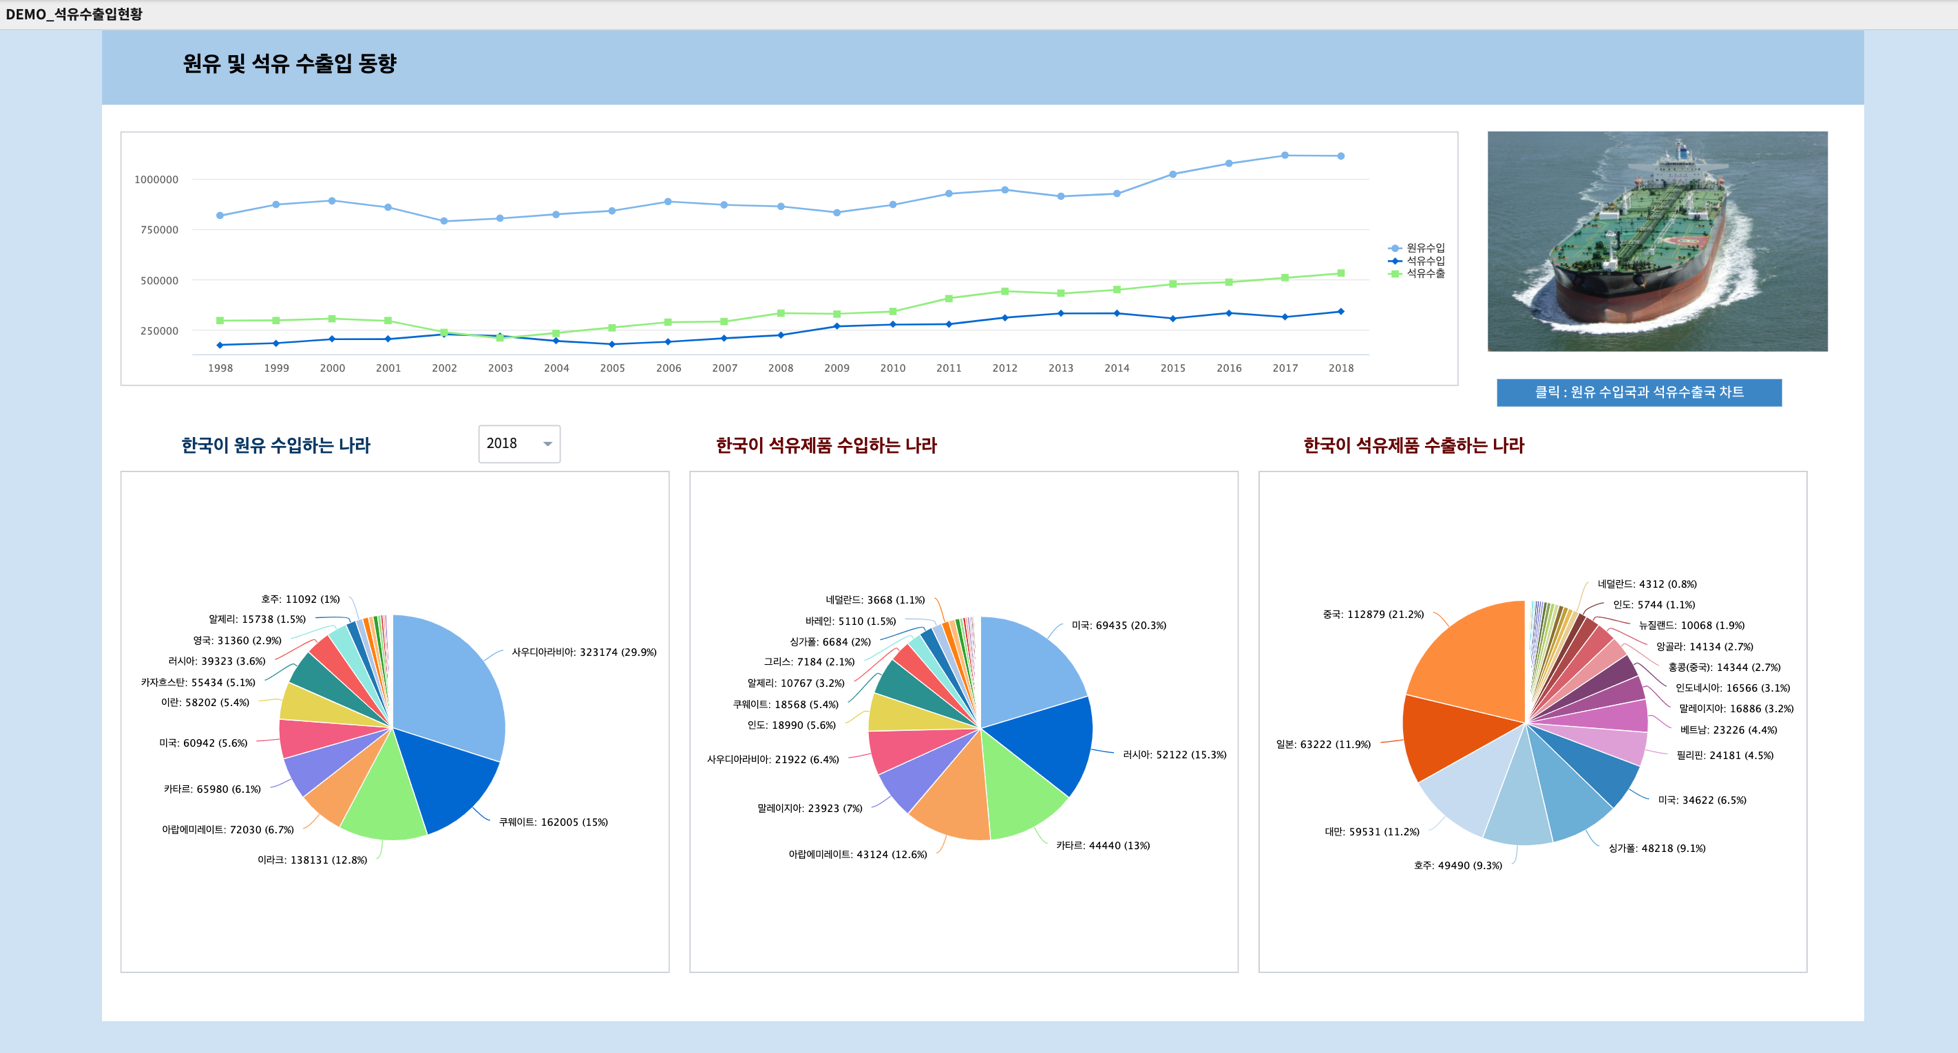 DEMO_석유수출입현황
원유 및 석유 수출입 동향
1000000
750000
500000
250000
1998 1999 2000 2001 2002 2003 2004 2005 2006 2007 2008 2009 2010 2011 2012 2013 2014 2015 2016 2017 2018
원유수입
석유수입
석유수출
클릭 : 원유 수입국과 석유수출국 차트
한국이 원유 수입하는 나라
2018
한국이 석유제품 수입하는 나라
한국이 석유제품 수출하는 나라
호주: 11092 (1%)
알제리: 15738 (1.5%)
영국: 31360 (2.9%)
러시아: 39323 (3.6%)
카자흐스탄: 55434 (5.1%)
이란: 58202 (5.4%)
미국: 60942 (5.6%)
카타르: 65980 (6.1%)
아랍에미레이트: 72030 (6.7%)
이라크: 138131 (12.8%)
쿠웨이트: 162005 (15%)
사우디아라비아: 323174 (29.9%)
네덜란드: 3668 (1.1%)
바레인: 5110 (1.5%)
싱가폴: 6684 (2%)
그리스: 7184 (2.1%)
알제리: 10767 (3.2%)
쿠웨이트: 18568 (5.4%)
인도: 18990 (5.6%)
사우디아라비아: 21922 (6.4%)
말레이지아: 23923 (7%)
아랍에미레이트: 43124 (12.6%)
카타르: 44440 (13%)
러시아: 52122 (15.3%)
미국: 69435 (20.3%)
네덜란드: 4312 (0.8%)
인도: 5744 (1.1%)
뉴질랜드: 10068 (1.9%)
앙골라: 14134 (2.7%)
홍콩(중국): 14344 (2.7%)
인도네시아: 16566 (3.1%)
말레이지아: 16886 (3.2%)
베트남: 23226 (4.4%)
필리핀: 24181 (4.5%)
미국: 34622 (6.5%)
싱가폴: 48218 (9.1%)
호주: 49490 (9.3%)
대만: 59531 (11.2%)
일본: 63222 (11.9%)
중국: 112879 (21.2%)